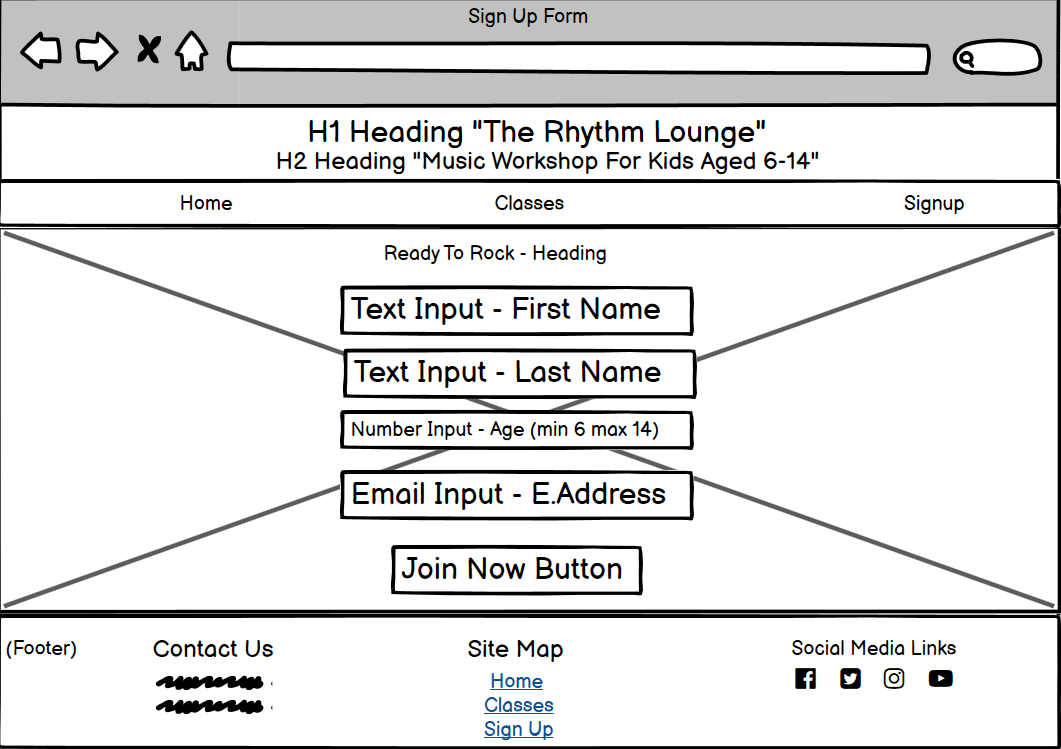 Sign Up Form
H1 Heading "The Rhythm Lounge"
H2 Heading "Music Workshop For Kids Aged 6-14"
Home Classes Signup
Ready To Rock - Heading
Text Input - First Name
Text Input - Last Name
Number Input - Age (min 6 max 14)
Email Input - E.Address
Join Now Button
(Footer) Contact Us Site Map Social Media Links
Home
Classes
Sign Up